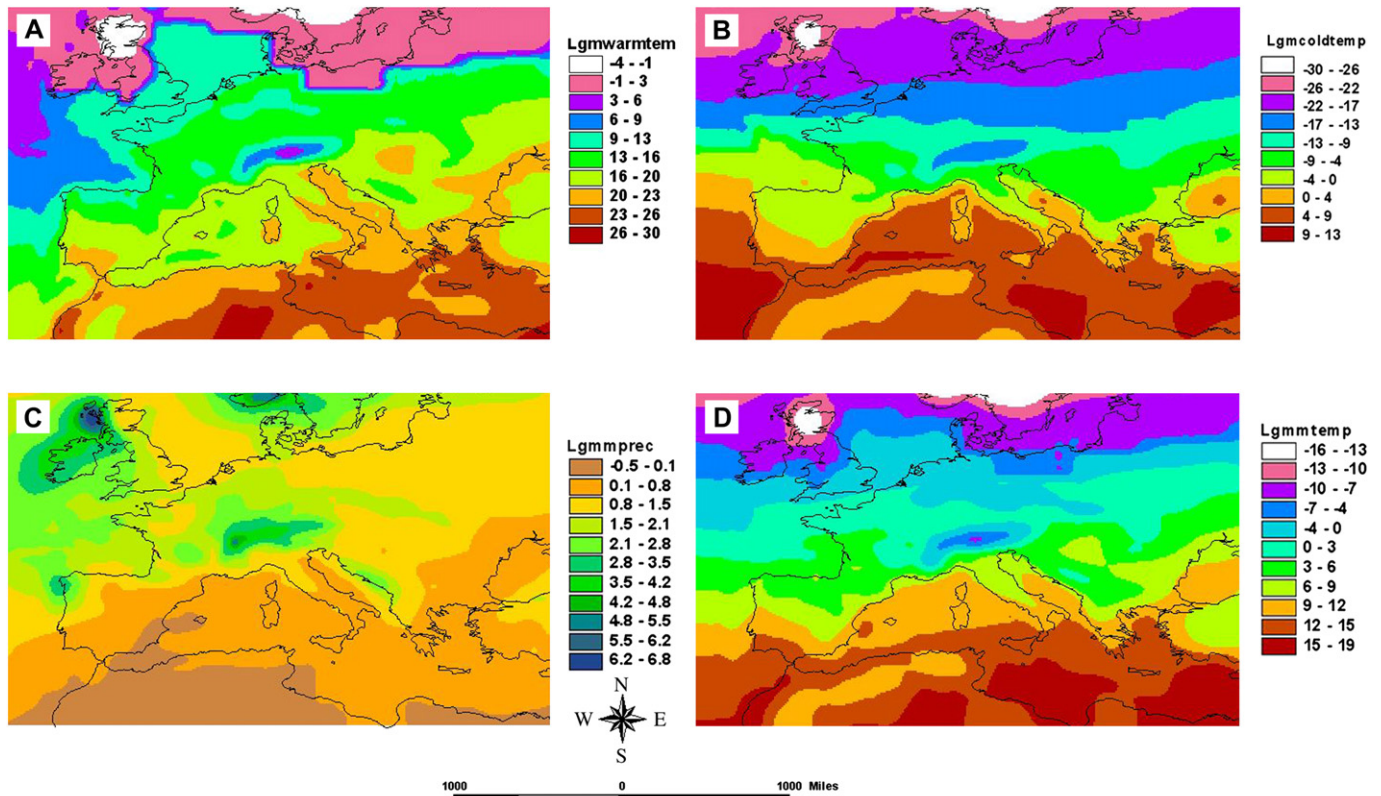 A
Lgmwarmtem
-4 - -1
-1 - 3
3 - 6
6 - 9
9 - 13
13 - 16
16 - 20
20 - 23
23 - 26
26 - 30
B
Lgmcoldtemp
-30 - -26
-26 - -22
-22 - -17
-17 - -13
-13 - -9
-9 - -4
-4 - 0
0 - 4
4 - 9
9 - 13
C
Lgmmprec
-0.5 - 0.1
0.1 - 0.8
0.8 - 1.5
1.5 - 2.1
2.1 - 2.8
2.8 - 3.5
3.5 - 4.2
4.2 - 4.8
4.8 - 5.5
5.5 - 6.2
6.2 - 6.8
D
Lgmmtemp
-16 - -13
-13 - -10
-10 - -7
-7 - -4
-4 - 0
0 - 3
3 - 6
6 - 9
9 - 12
12 - 15
15 - 19
N
W E
S
1000 0 1000 Miles